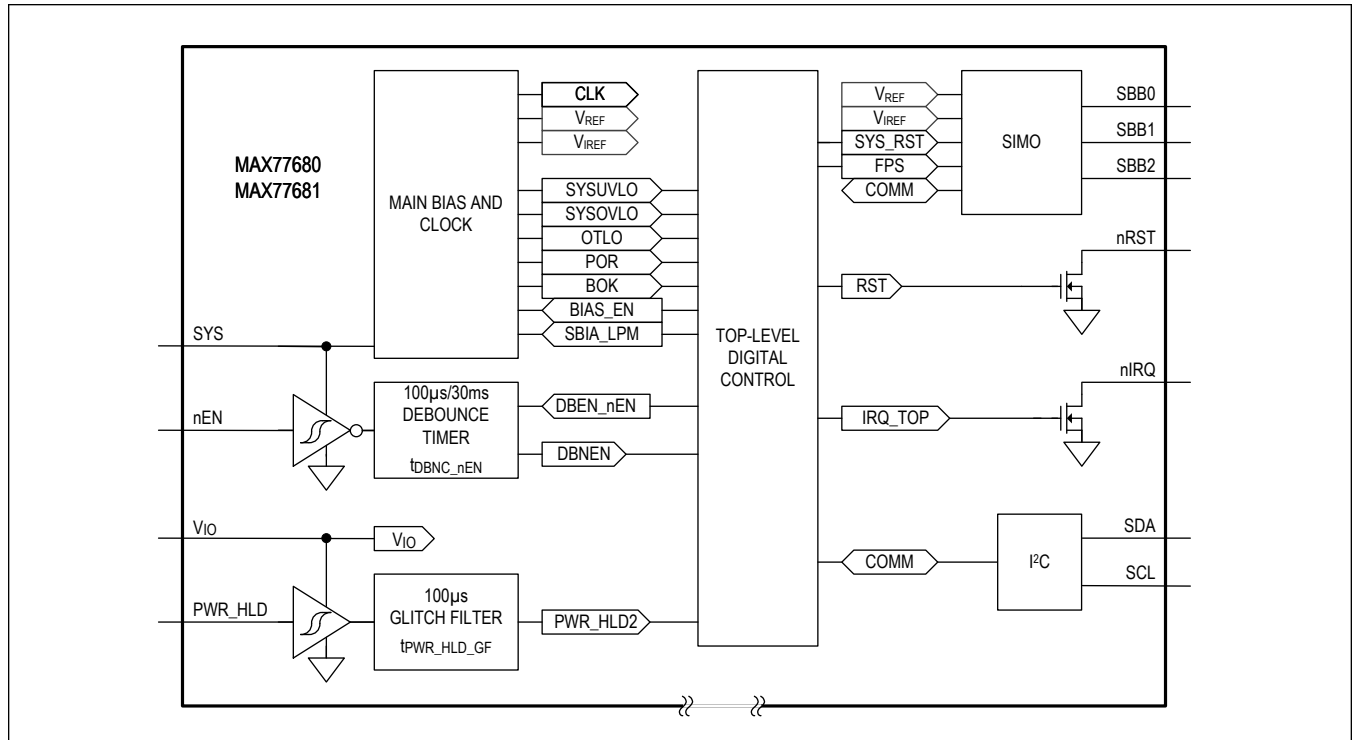 MAX77680
MAX77681
MAIN BIAS AND
CLOCK
CLK
VREF
VIREF
SYSUVLO
SYSOVLO
OTLO
POR
BOK
BIAS_EN
SBIA_LPM
SYS
nEN
100µs/30ms
DEBOUNCE
TIMER
tDBNC_nEN
DBEN_nEN
DBNEN
VIO
VIO
PWR_HLD
100µs
GLITCH FILTER
tPWR_HLD_GF
PWR_HLD2
TOP-LEVEL
DIGITAL
CONTROL
VREF
VIREF
SYS_RST
FPS
COMM
SIMO
SBB0
SBB1
SBB2
nRST
RST
nIRQ
IRQ_TOP
COMM
I²C
SDA
SCL